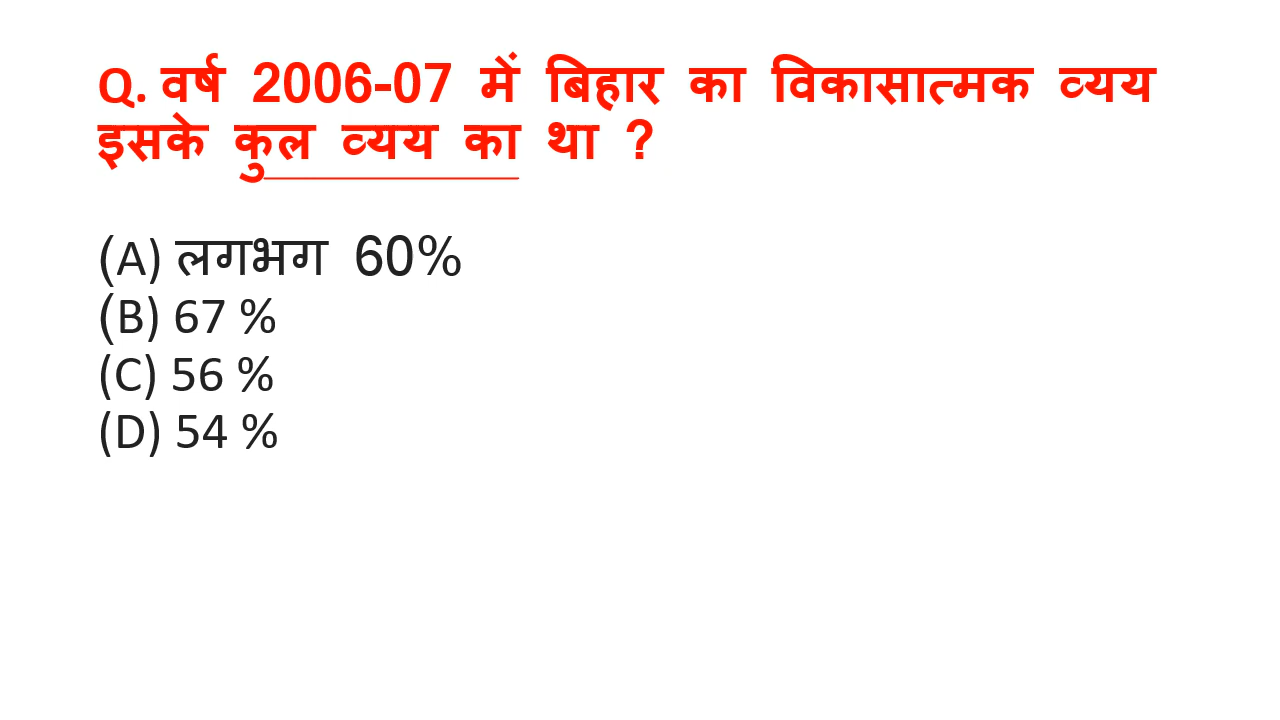 Q. वर्ष 2006-07 में बिहार का विकासात्मक व्यय
इसके कुल व्यय का था ?
(A) लगभग 60%
(B) 67 %
(C) 56 %
(D) 54 %